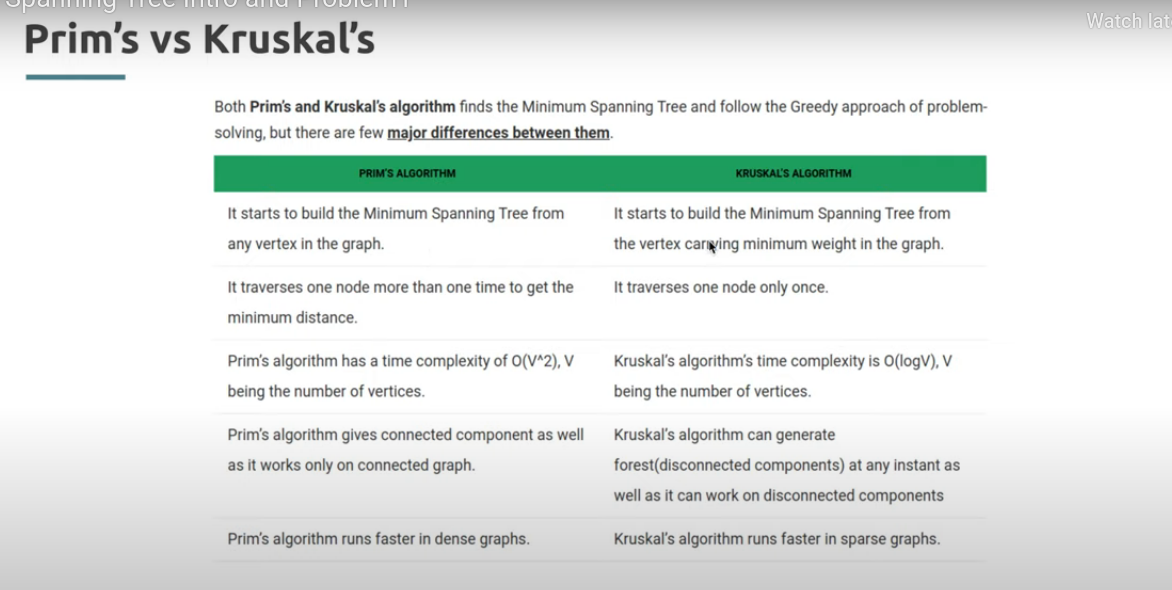 Spanning Tree Intro and Problem I
Watch lat
Prim's vs Kruskal's
Both Prim's and Kruskal's algorithm finds the Minimum Spanning Tree and follow the Greedy approach of problem-
solving, but there are few major differences between them.
PRIM'S ALGORITHM
KRUSKAL'S ALGORITHM
It starts to build the Minimum Spanning Tree from
any vertex in the graph.
It starts to build the Minimum Spanning Tree from
the vertex carrying minimum weight in the graph.
It traverses one node more than one time to get the
minimum distance.
It traverses one node only once.
Prim's algorithm has a time complexity of O(V^2), V
being the number of vertices.
Kruskal's algorithm's time complexity is O(logV), V
being the number of vertices.
Prim's algorithm gives connected component as well
as it works only on connected graph.
Kruskal's algorithm can generate
forest(disconnected components) at any instant as
well as it can work on disconnected components
Prim's algorithm runs faster in dense graphs.
Kruskal's algorithm runs faster in sparse graphs.